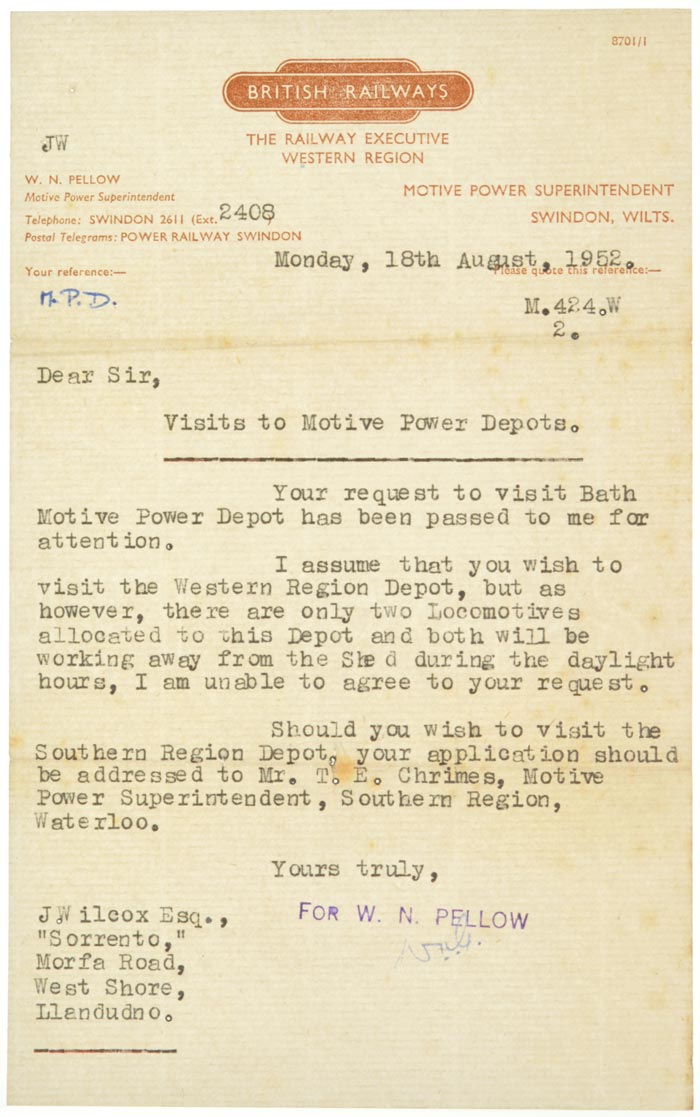 8701/1
BRITISH RAILWAYS
THE RAILWAY EXECUTIVE
WESTERN REGION
JW
W. N. PELLOW
Motive Power Superintendent
Telephone: SWINDON 2611 (Ext. 2408)
Postal Telegrams: POWER RAILWAY SWINDON
MOTIVE POWER SUPERINTENDENT
SWINDON, WILTS.
Monday, 18th August, 1952.
Your reference:—
Please quote this reference:—
M.P.D.
M.424.W
2.
Dear Sir,
Visits to Motive Power Depots.
Your request to visit Bath
Motive Power Depot has been passed to me for
attention.
I assume that you wish to
visit the Western Region Depot, but as
however, there are only two Locomotives
allocated to this Depot and both will be
working away from the Shed during the daylight
hours, I am unable to agree to your request.
Should you wish to visit the
Southern Region Depot, your application should
be addressed to Mr. T. E. Chrimes, Motive
Power Superintendent, Southern Region,
Waterloo.
Yours truly,
FOR W. N. PELLOW
J.Wilcox Esq.,
"Sorrento,"
Morfa Road,
West Shore,
Llandudno.